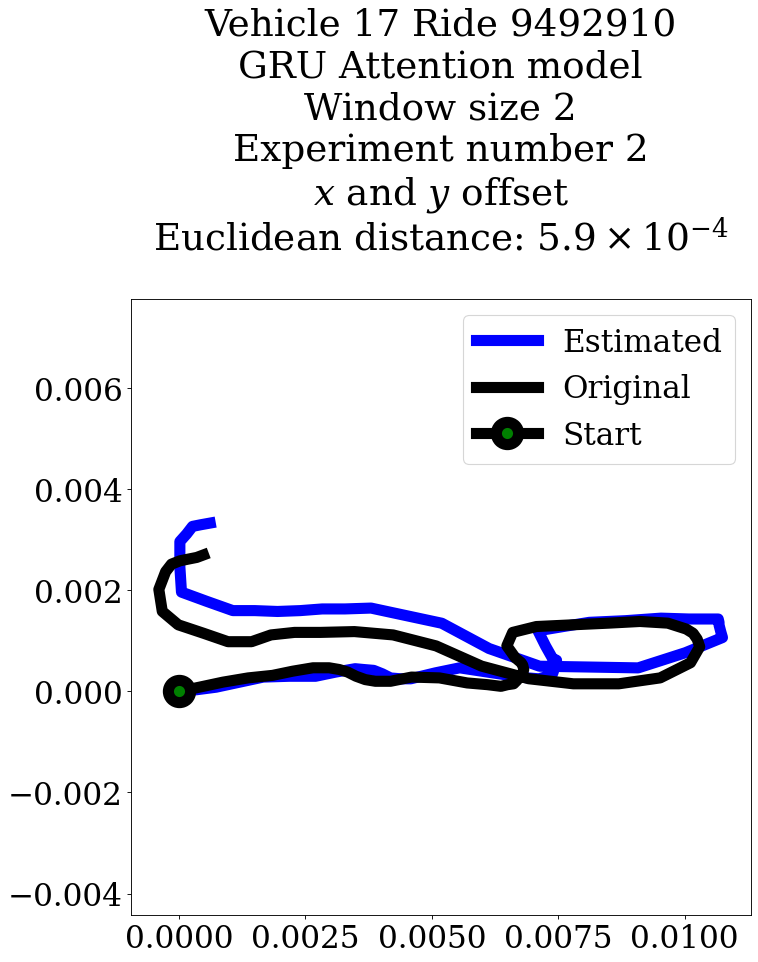 Vehicle 17 Ride 9492910
GRU Attention model
Window size 2
Experiment number 2
x and y offset
Euclidean distance: 5.9 × 10⁻⁴
Estimated
Original
Start
0.006
0.004
0.002
0.000
−0.002
−0.004
0.0000 0.0025 0.0050 0.0075 0.0100